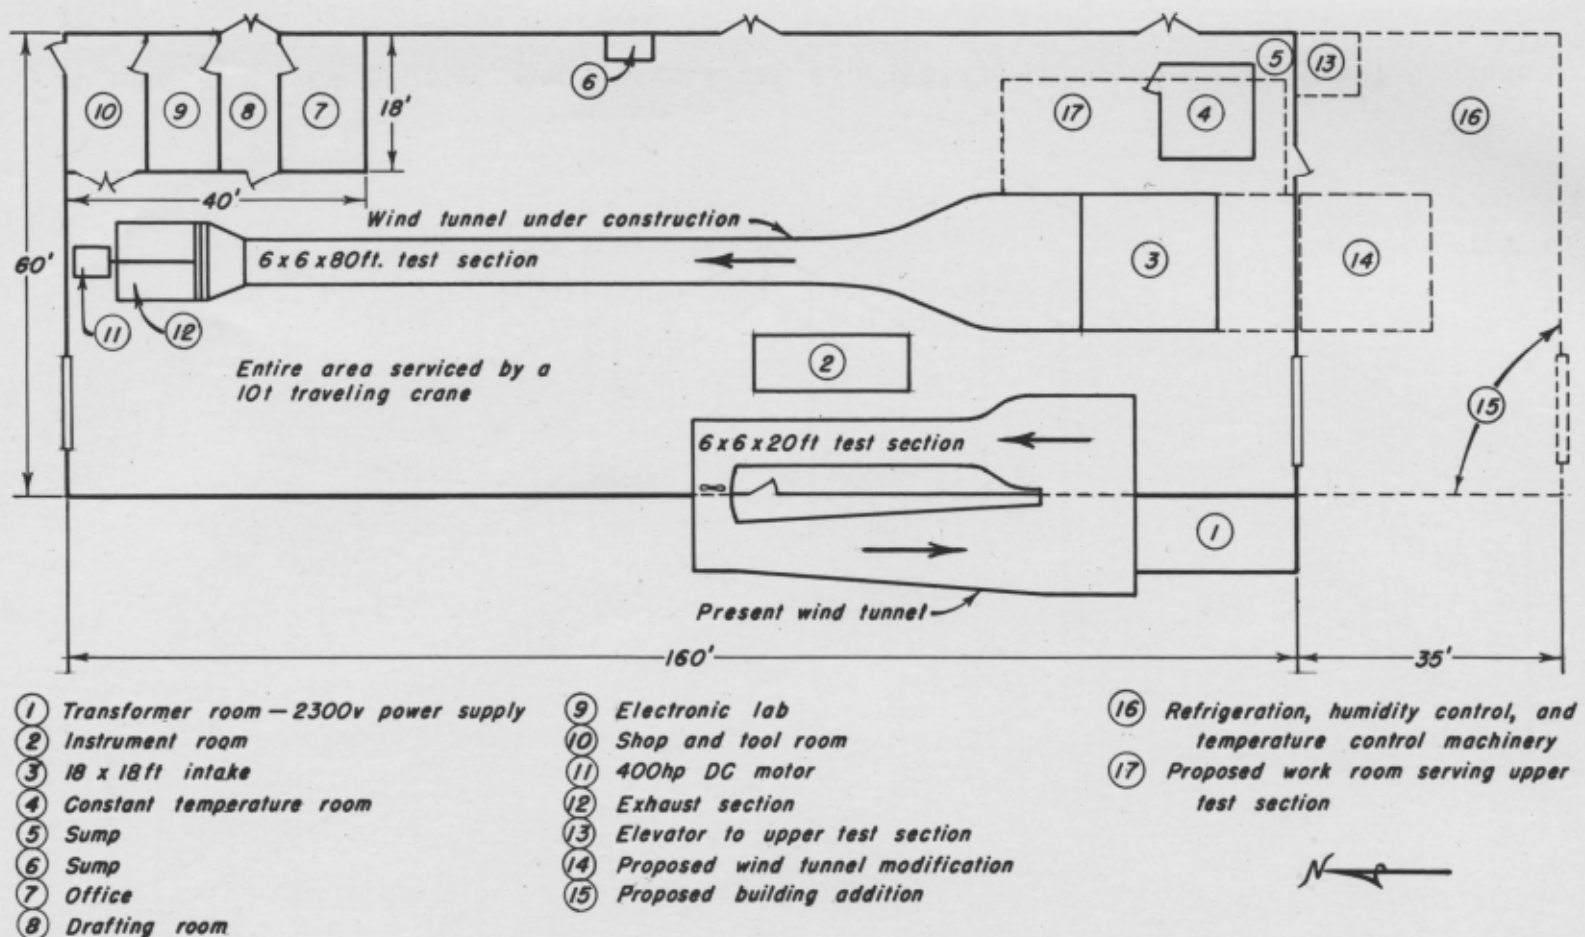 5
13
6
10
9
8
7
18'
17
4
16
40'
Wind tunnel under construction
60'
6 x 6 x 80ft. test section
3
14
11
12
2
Entire area serviced by a
10t traveling crane
15
6 x 6 x 20ft test section
1
Present wind tunnel
160'
35'
1 Transformer room — 2300v power supply
2 Instrument room
3 18 x 18ft intake
4 Constant temperature room
5 Sump
6 Sump
7 Office
8 Drafting room
9 Electronic lab
10 Shop and tool room
11 400hp DC motor
12 Exhaust section
13 Elevator to upper test section
14 Proposed wind tunnel modification
15 Proposed building addition
16 Refrigeration, humidity control, and
temperature control machinery
17 Proposed work room serving upper
test section
N